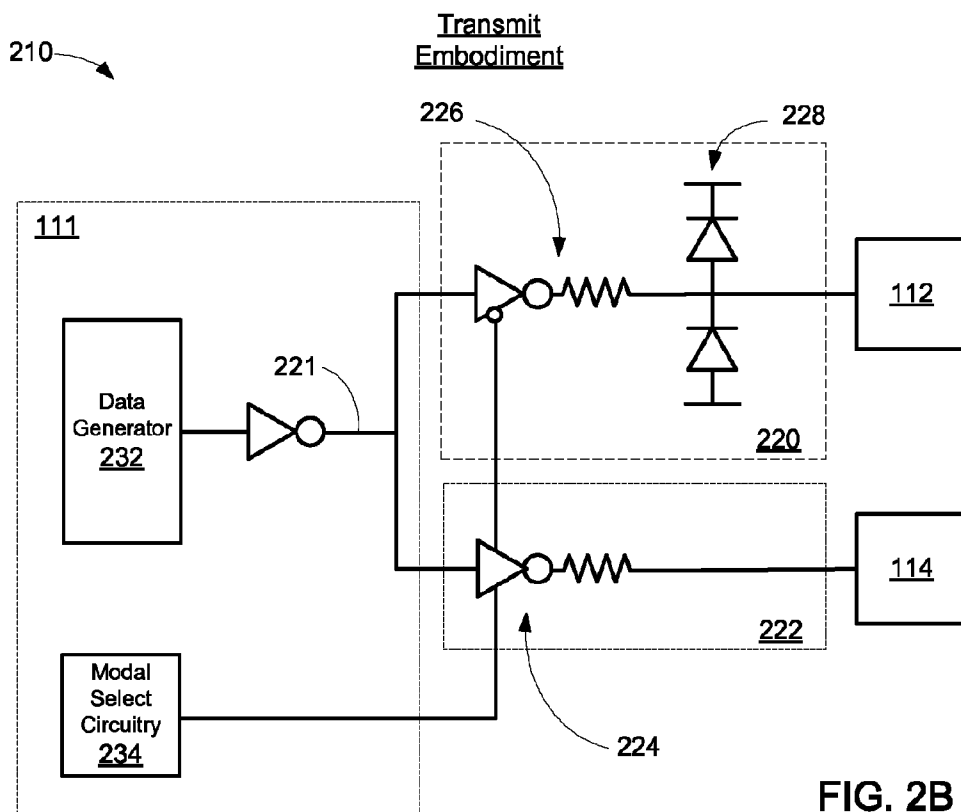 Transmit
Embodiment
210
226
228
111
112
221
Data
Generator
232
220
114
222
Modal
Select
Circuitry
234
224
FIG. 2B